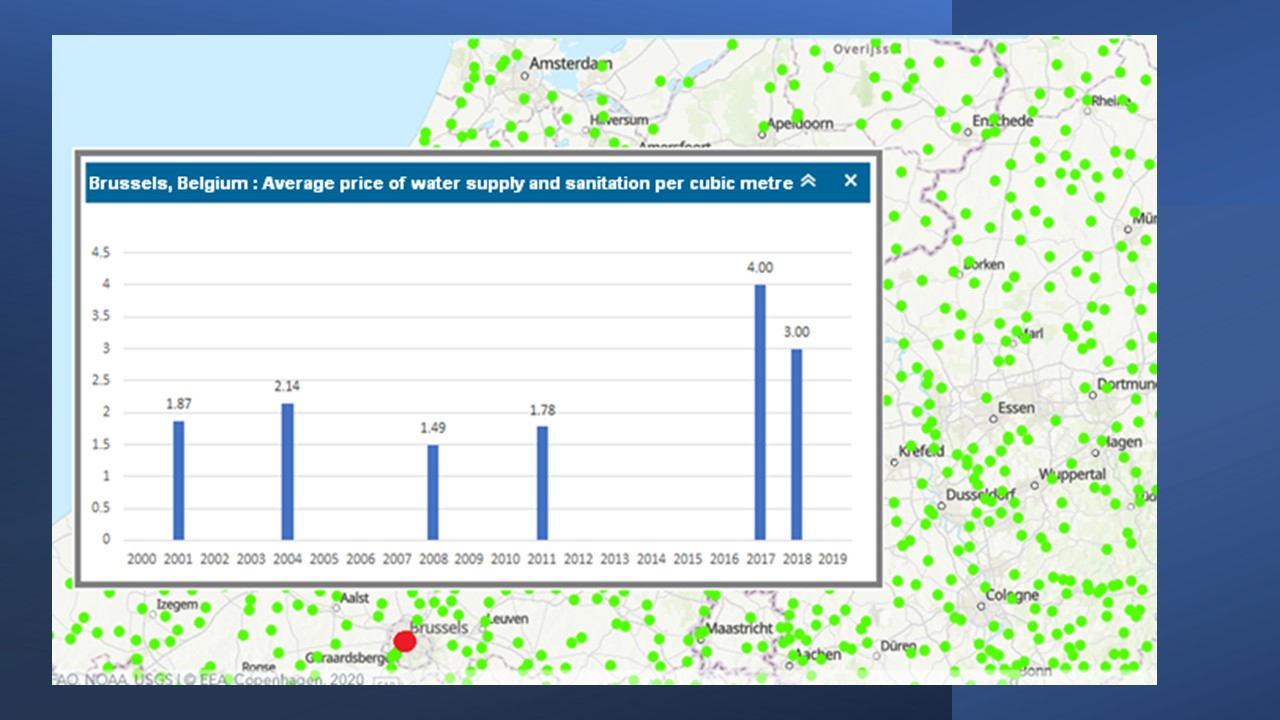 Amsterdam
Overijss
Hilversum
Apeldoorn
Enschede
Rheine
Amersfoort
Brussels, Belgium : Average price of water supply and sanitation per cubic metre
Mün
Borken
Marl
Dortmun
Essen
Hagen
Krefeld
Wuppertal
Dusseldorf
4.5
4
3.5
3
2.5
2
1.5
1
0.5
0
1.87
2.14
1.49
1.78
4.00
3.00
2000 2001 2002 2003 2004 2005 2006 2007 2008 2009 2010 2011 2012 2013 2014 2015 2016 2017 2018 2019
Izegem
Aalst
Cologne
Brussels
Leuven
Maastricht
Geraardsbergen
Aachen
Düren
Ronse
Bonn
FAO, NOAA, USGS | © EEA, Copenhagen, 2020